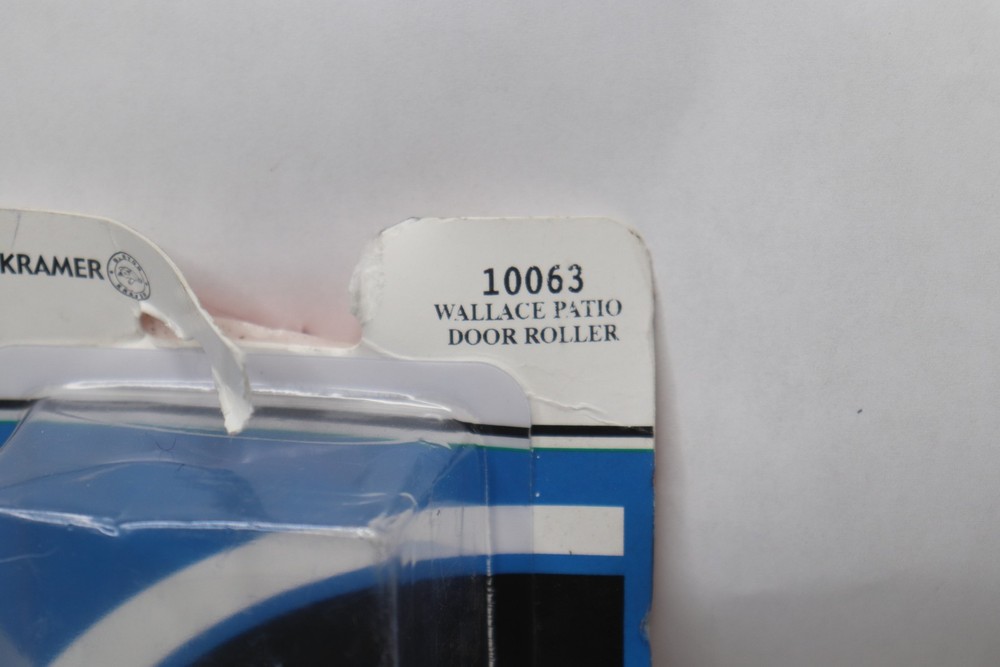 KRAMER
10063
WALLACE PATIO
DOOR ROLLER